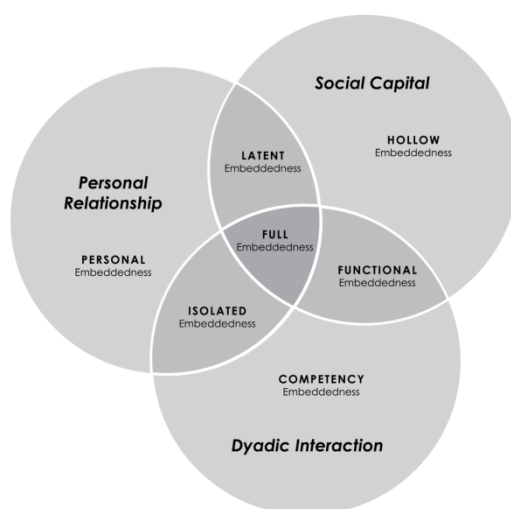 Social Capital
HOLLOW
Embeddedness
LATENT
Embeddedness
Personal
Relationship
PERSONAL
Embeddedness
FULL
Embeddedness
FUNCTIONAL
Embeddedness
ISOLATED
Embeddedness
COMPETENCY
Embeddedness
Dyadic Interaction